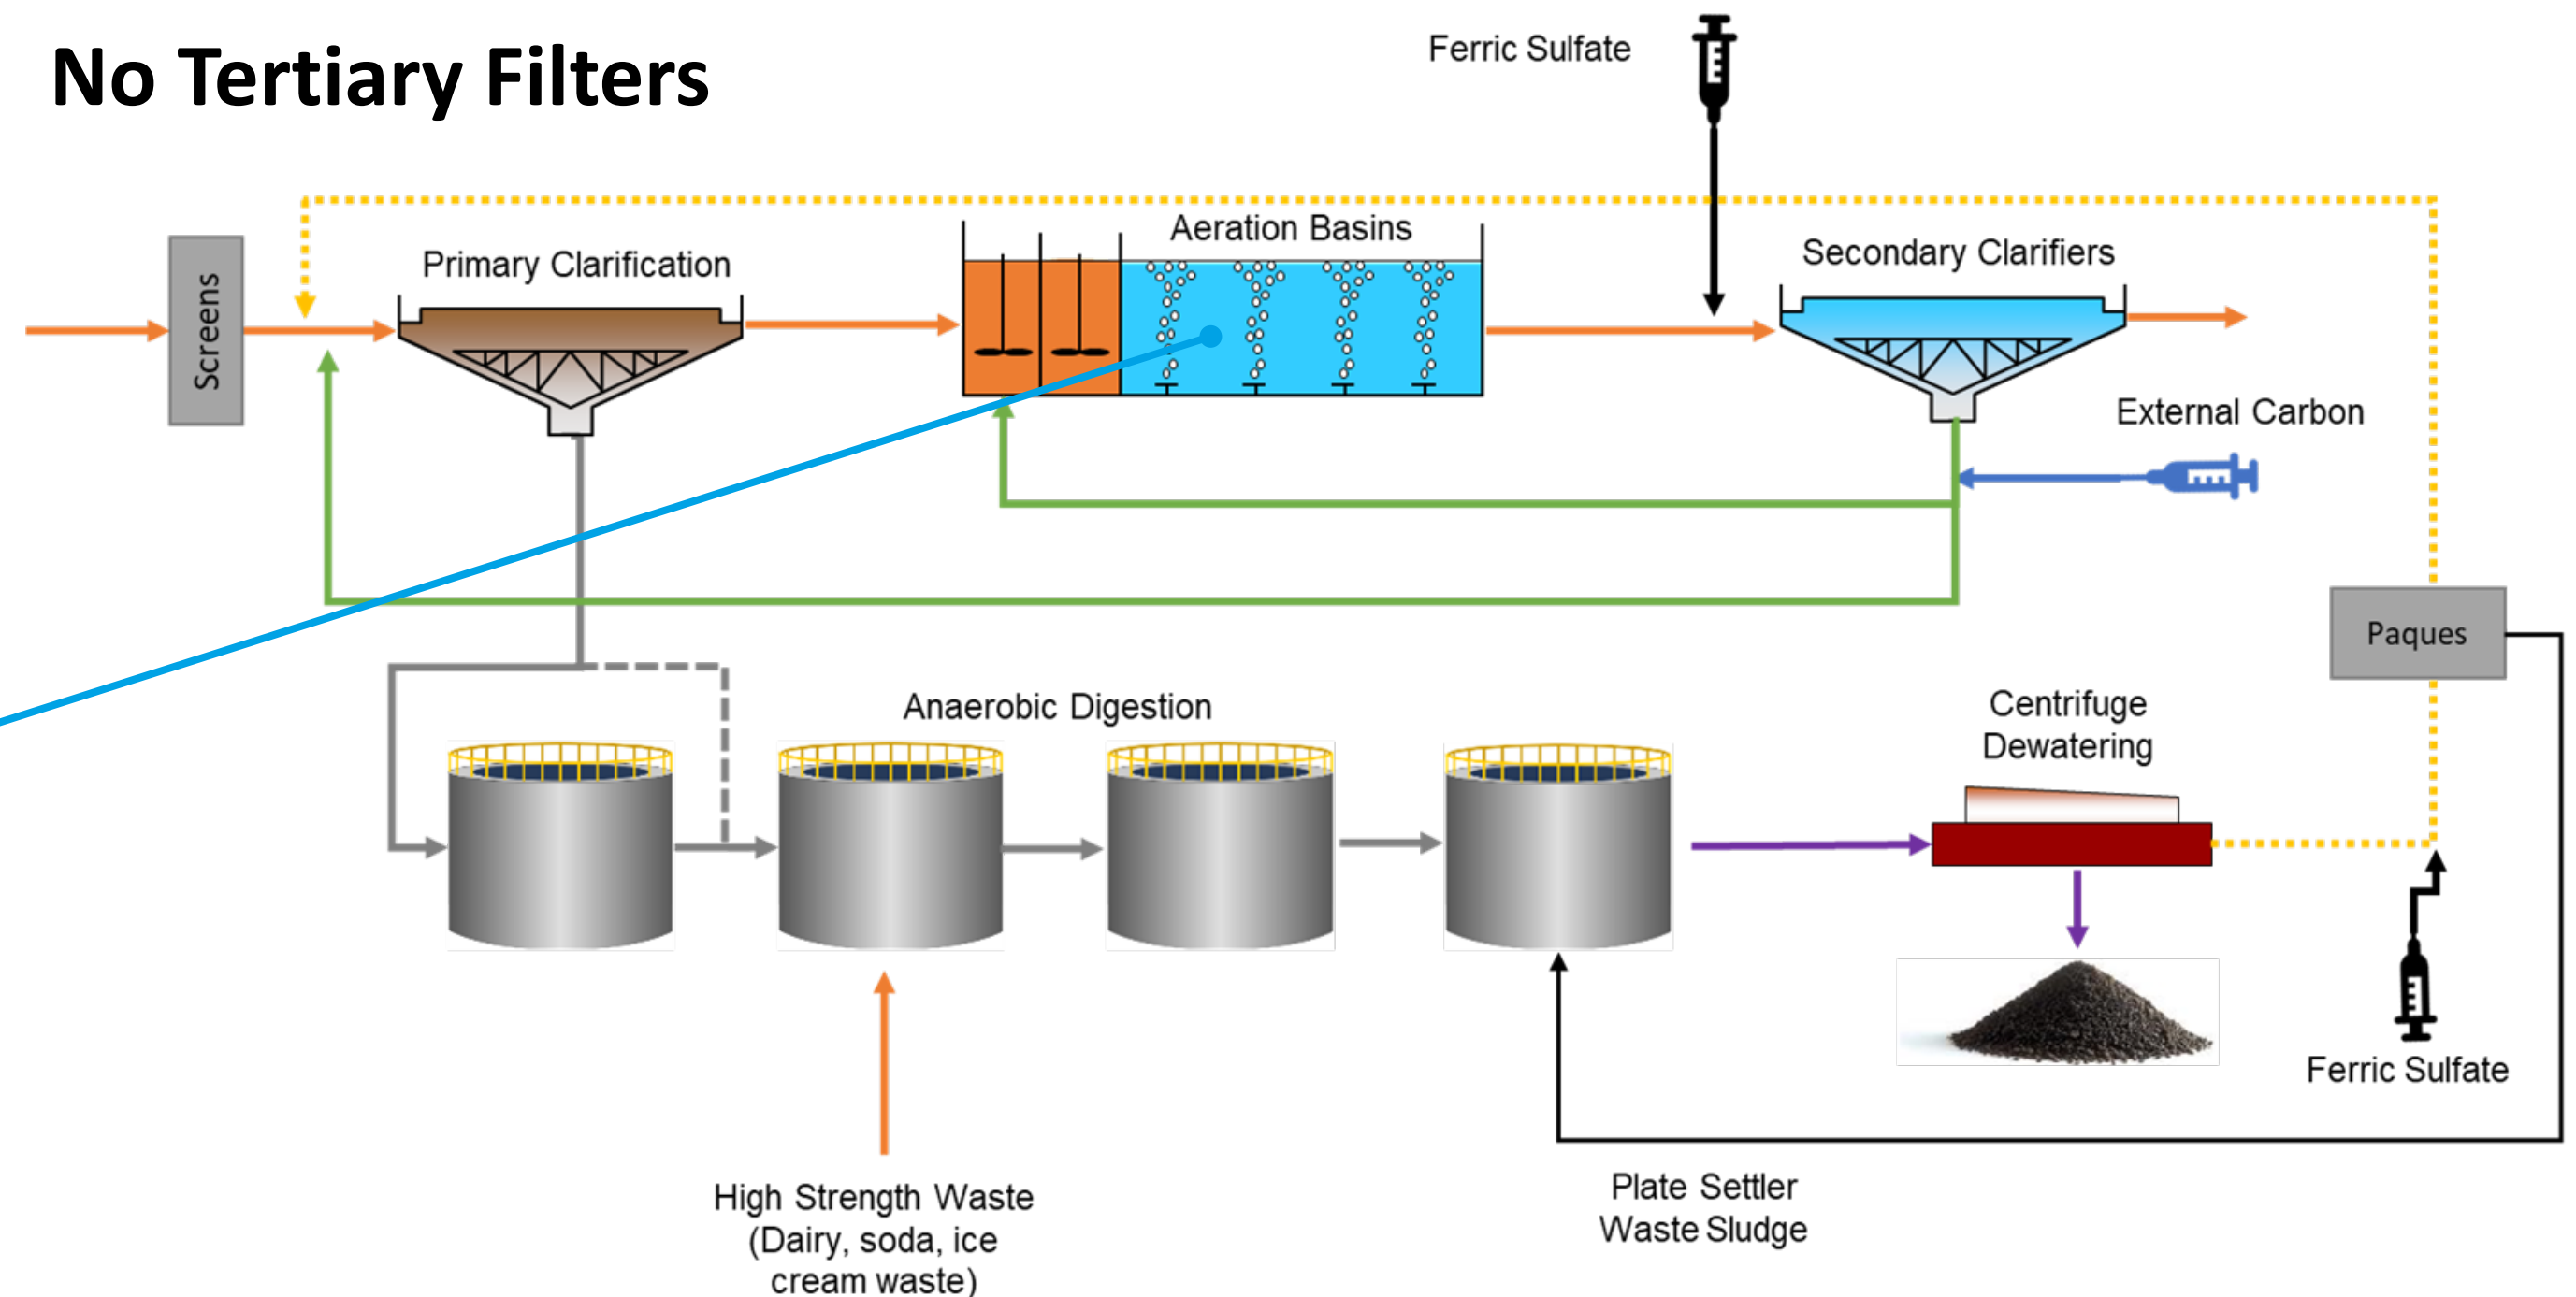 No Tertiary Filters
Ferric Sulfate
Aeration Basins
Primary Clarification
Secondary Clarifiers
Screens
External Carbon
Paques
Anaerobic Digestion
Centrifuge
Dewatering
Ferric Sulfate
High Strength Waste
(Dairy, soda, ice
cream waste)
Plate Settler
Waste Sludge